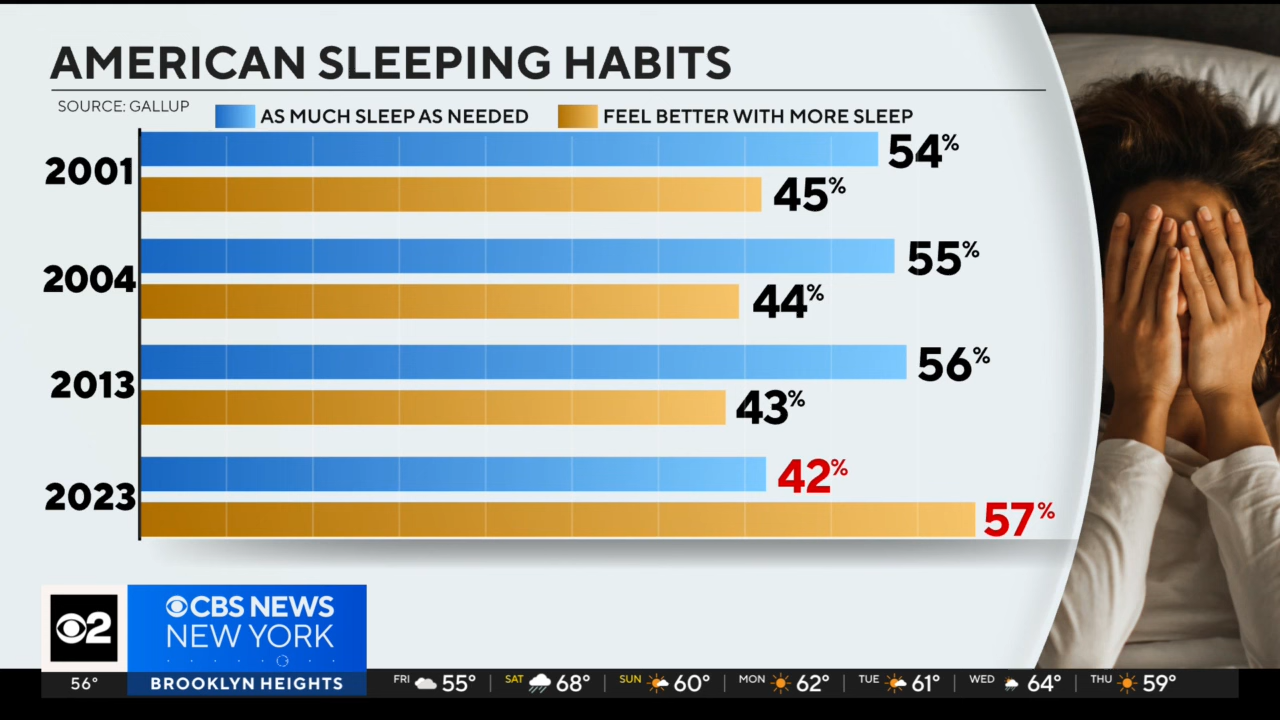 AMERICAN SLEEPING HABITS
SOURCE: GALLUP
AS MUCH SLEEP AS NEEDED
FEEL BETTER WITH MORE SLEEP
2001
54%
45%
2004
55%
44%
2013
56%
43%
2023
42%
57%
2
CBS NEWS
NEW YORK
56°
BROOKLYN HEIGHTS
FRI 55° | SAT 68° | SUN 60° | MON 62° | TUE 61° | WED 64° | THU 59°